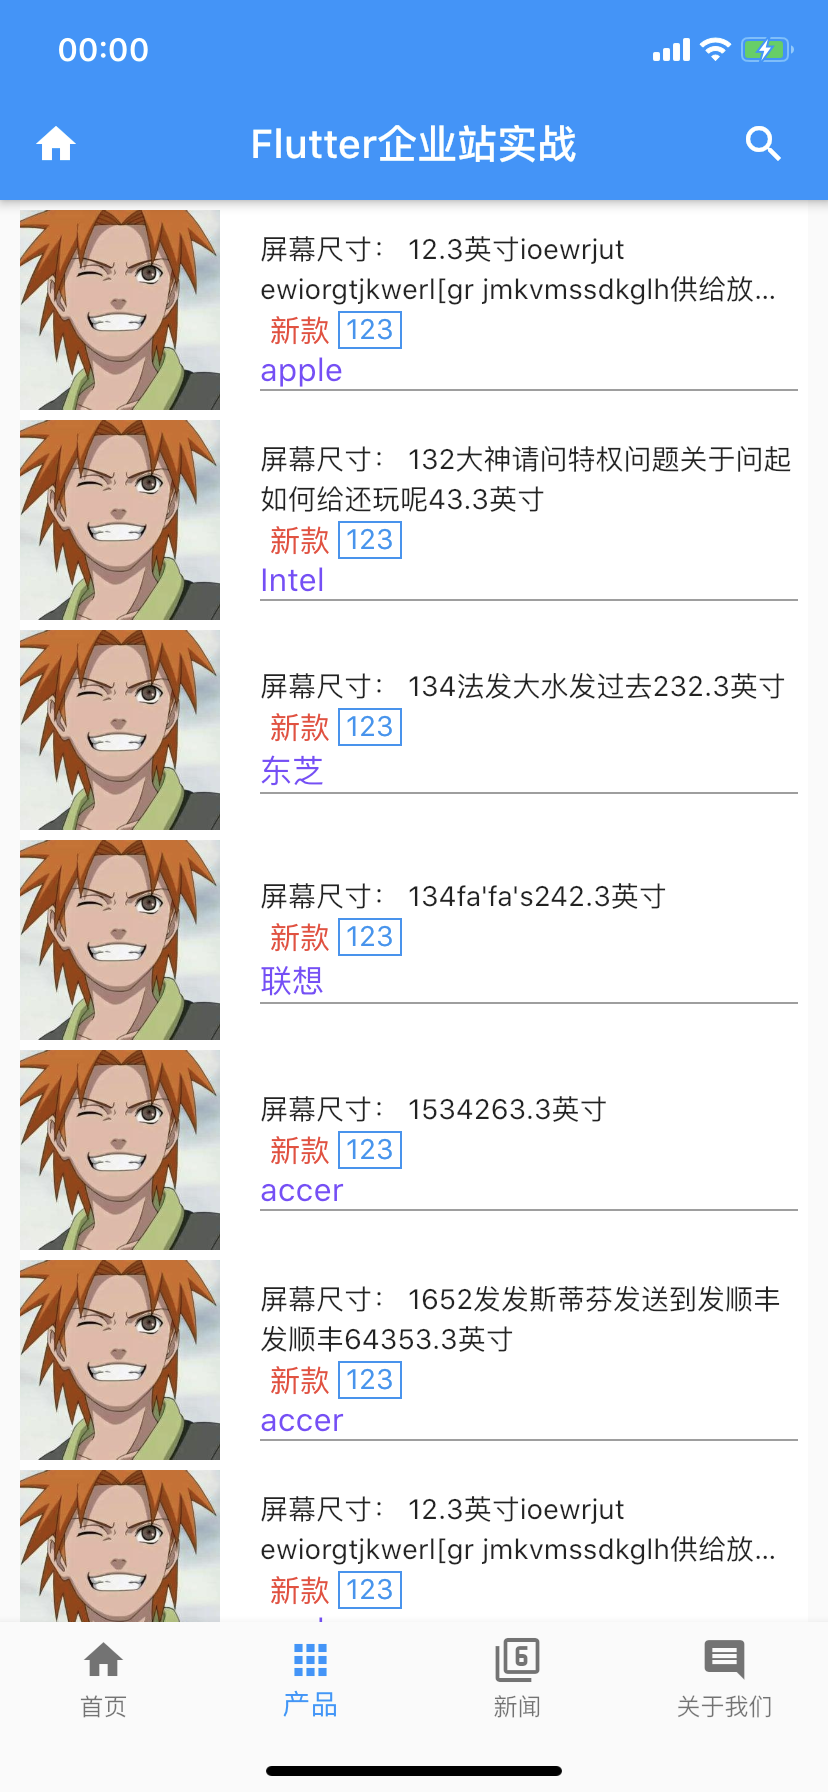 00:00
Flutter企业站实战
屏幕尺寸： 12.3英寸ioewrjut
ewiorgtjkwerl[gr jmkvmssdkglh供给放...
新款 123
apple
屏幕尺寸： 132大神请问特权问题关于问起
如何给还玩呢43.3英寸
新款 123
Intel
屏幕尺寸： 134法发大水发过去232.3英寸
新款 123
东芝
屏幕尺寸： 134fa'fa's242.3英寸
新款 123
联想
屏幕尺寸： 1534263.3英寸
新款 123
accer
屏幕尺寸： 1652发发斯蒂芬发送到发顺丰
发顺丰64353.3英寸
新款 123
accer
屏幕尺寸： 12.3英寸ioewrjut
ewiorgtjkwerl[gr jmkvmssdkglh供给放...
新款 123
6
首页 产品 新闻 关于我们